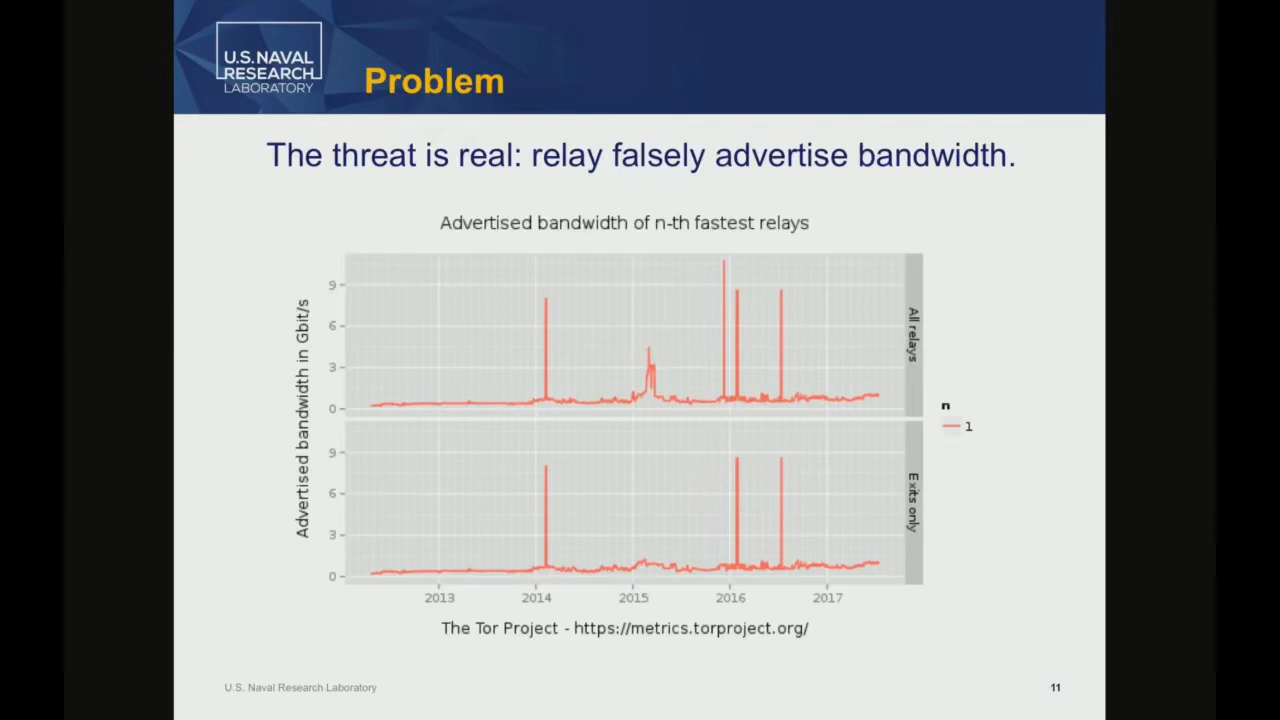 U.S. NAVAL
RESEARCH
LABORATORY
Problem
The threat is real: relay falsely advertise bandwidth.
Advertised bandwidth of n-th fastest relays
Advertised bandwidth in Gbit/s
9
6
3
0
All relays
9
6
3
0
Exits only
n
1
2013 2014 2015 2016 2017
The Tor Project - https://metrics.torproject.org/
U.S. Naval Research Laboratory
11